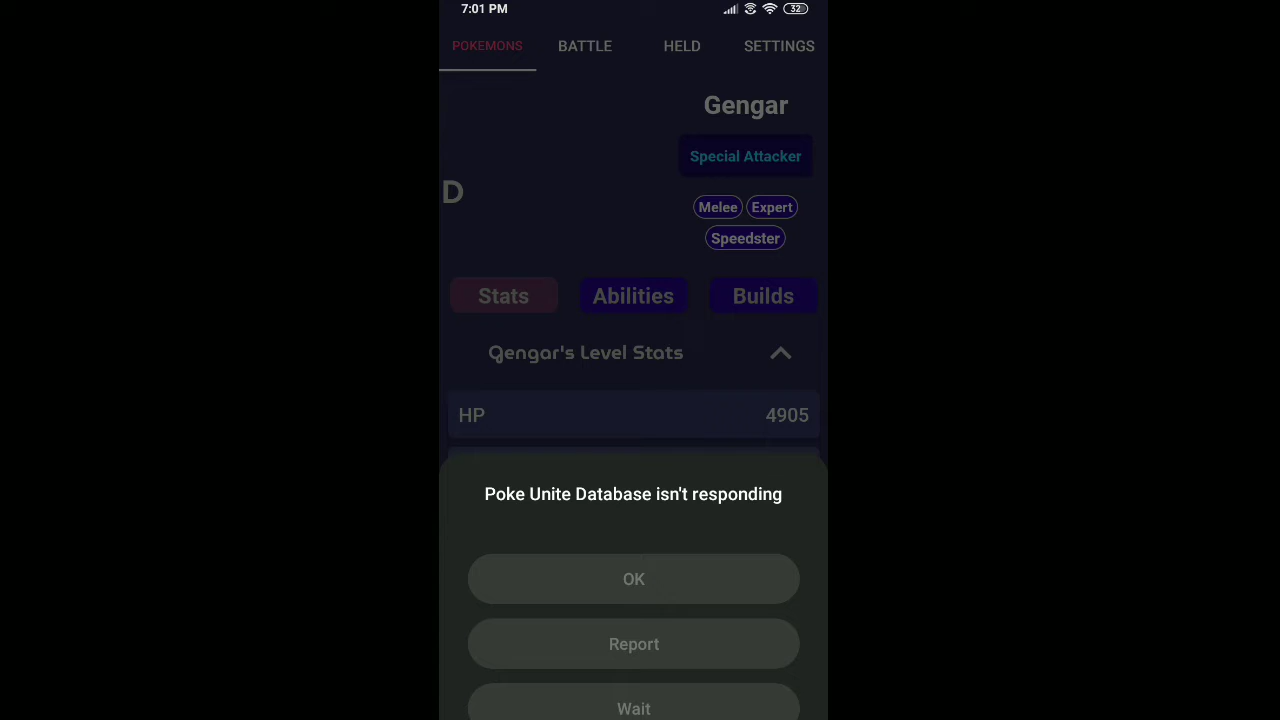 7:01 PM 32
POKEMONS BATTLE HELD SETTINGS
Gengar
Special Attacker
D
Melee Expert
Speedster
Stats Abilities Builds
Gengar's Level Stats
HP 4905
Poke Unite Database isn't responding
OK
Report
Wait